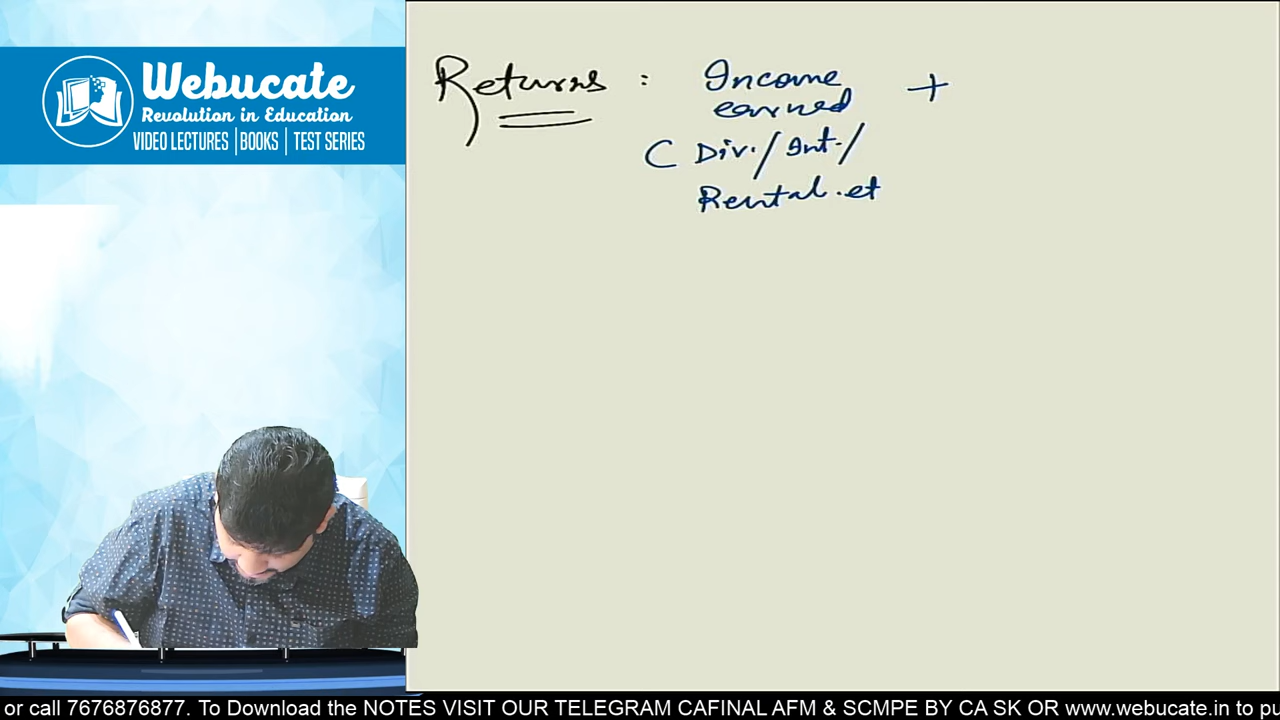 Webucate
Revolution in Education
VIDEO LECTURES | BOOKS | TEST SERIES
Returns : Income earned +
( Div./ Int./
Rental.et
or call 7676876877. To Download the NOTES VISIT OUR TELEGRAM CAFINAL AFM & SCMPE BY CA SK OR www.webucate.in to pu